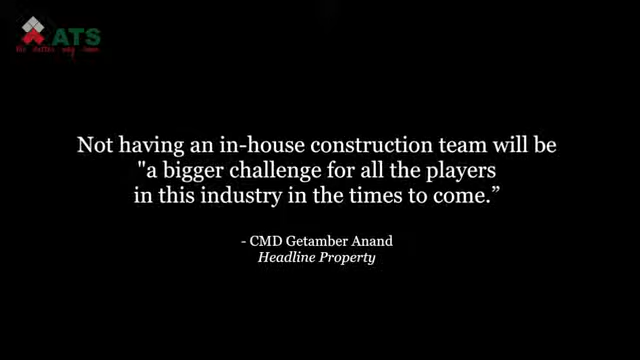 ATS
Not having an in-house construction team will be
"a bigger challenge for all the players
in this industry in the times to come.”
- CMD Getamber Anand
Headline Property